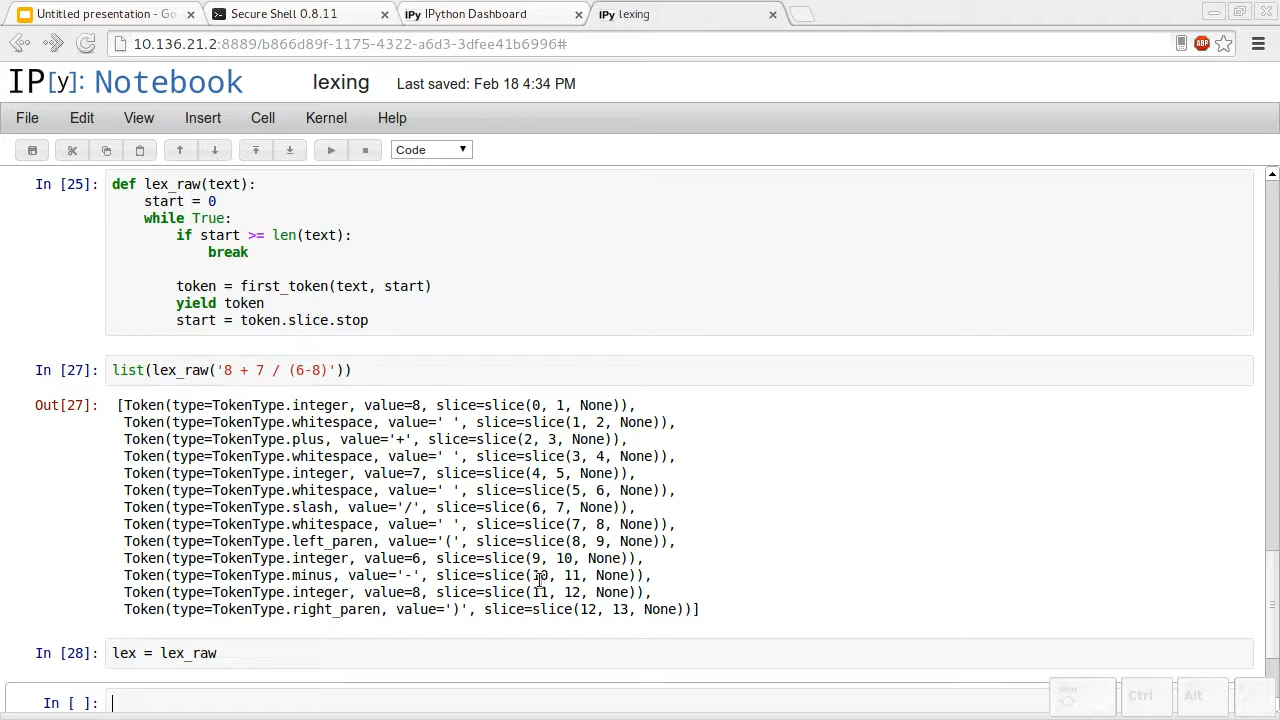 Untitled presentation - Go
Secure Shell 0.8.11
IPy IPython Dashboard
IPy lexing
10.136.21.2:8889/b866d89f-1175-4322-a6d3-3dfee41b6996#
ABP
IP[y]: Notebook lexing Last saved: Feb 18 4:34 PM
File Edit View Insert Cell Kernel Help
Code
In [25]: def lex_raw(text):
start = 0
while True:
if start >= len(text):
break
token = first_token(text, start)
yield token
start = token.slice.stop
In [27]: list(lex_raw('8 + 7 / (6-8)'))
Out[27]: [Token(type=TokenType.integer, value=8, slice=slice(0, 1, None)),
Token(type=TokenType.whitespace, value=' ', slice=slice(1, 2, None)),
Token(type=TokenType.plus, value='+', slice=slice(2, 3, None)),
Token(type=TokenType.whitespace, value=' ', slice=slice(3, 4, None)),
Token(type=TokenType.integer, value=7, slice=slice(4, 5, None)),
Token(type=TokenType.whitespace, value=' ', slice=slice(5, 6, None)),
Token(type=TokenType.slash, value='/', slice=slice(6, 7, None)),
Token(type=TokenType.whitespace, value=' ', slice=slice(7, 8, None)),
Token(type=TokenType.left_paren, value='(', slice=slice(8, 9, None)),
Token(type=TokenType.integer, value=6, slice=slice(9, 10, None)),
Token(type=TokenType.minus, value='-', slice=slice(10, 11, None)),
Token(type=TokenType.integer, value=8, slice=slice(11, 12, None)),
Token(type=TokenType.right_paren, value=')', slice=slice(12, 13, None))]
In [28]: lex = lex_raw
In [ ]:
Ctrl Alt